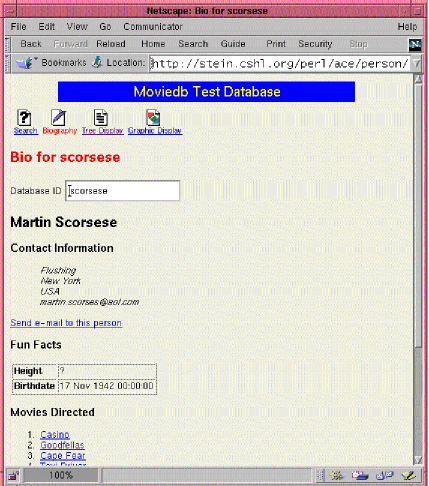 Netscape: Bio for scorsese
File Edit View Go Communicator Help
Back Forward Reload Home Search Guide Print Security Stop
Bookmarks Location: http://stein.cshl.org/perl/ace/person/
Moviedb Test Database
Search Biography Tree Display Graphic Display
Bio for scorsese
Database ID scorsese
Martin Scorsese
Contact Information
Flushing
New York
USA
martin.scorses@aol.com
Send e-mail to this person
Fun Facts
Height ?
Birthdate 17 Nov 1942 00:00:00
Movies Directed
1. Casino
2. Goodfellas
3. Cape Fear
4. Taxi Driver
100%